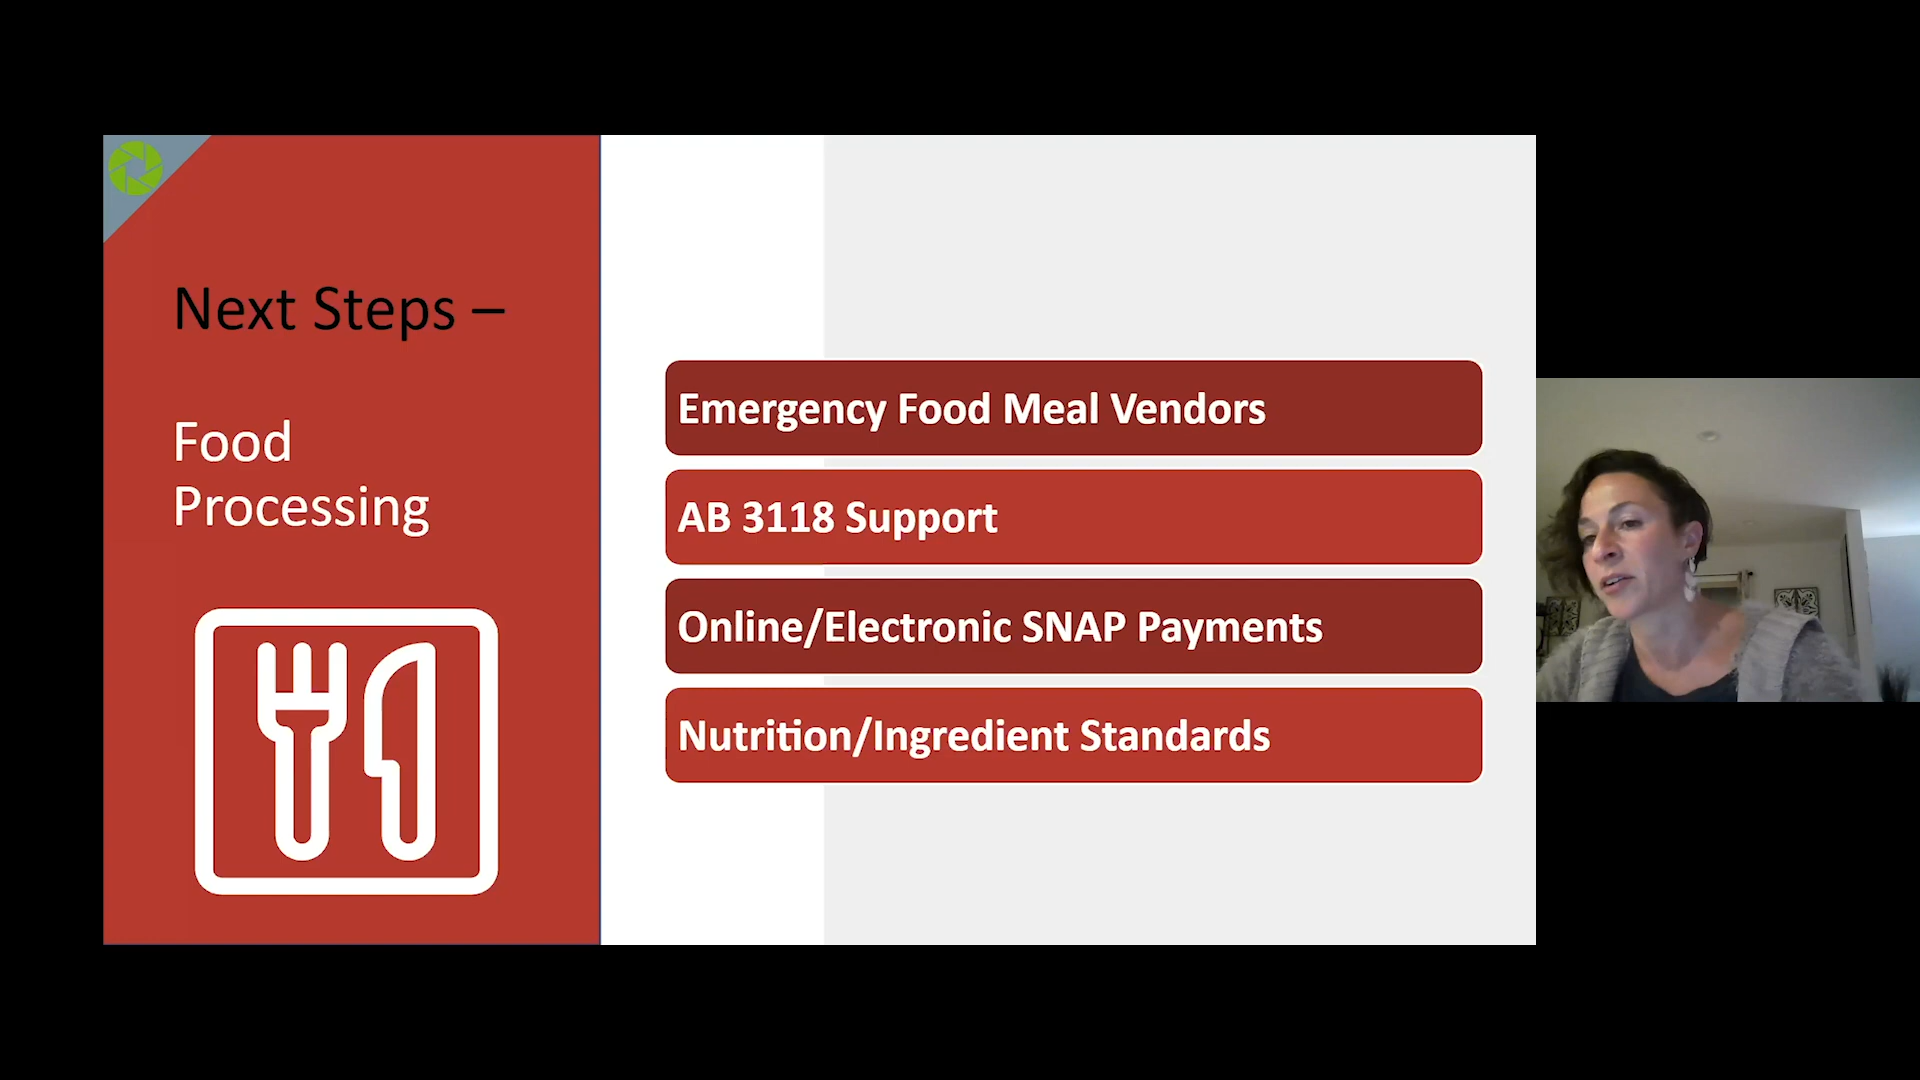 Next Steps –
Food
Processing
Emergency Food Meal Vendors
AB 3118 Support
Online/Electronic SNAP Payments
Nutrition/Ingredient Standards